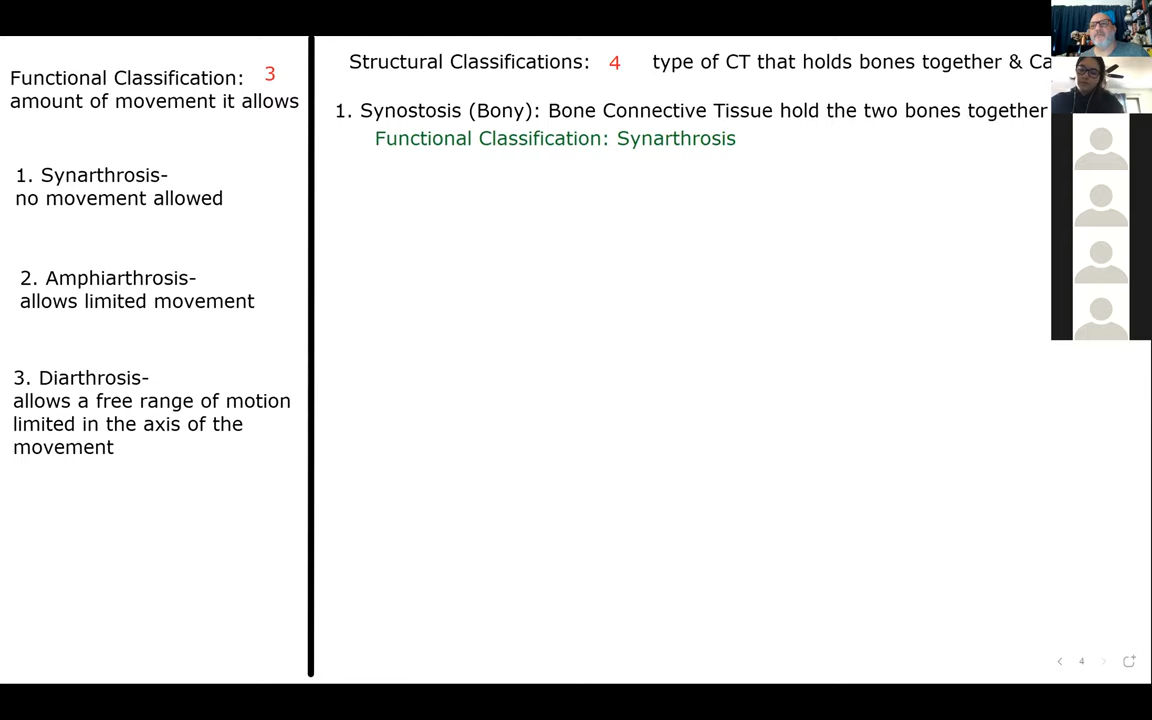 Functional Classification: 3
amount of movement it allows
1. Synarthrosis-
no movement allowed
2. Amphiarthrosis-
allows limited movement
3. Diarthrosis-
allows a free range of motion
limited in the axis of the
movement
Structural Classifications: 4 type of CT that holds bones together & Ca
1. Synostosis (Bony): Bone Connective Tissue hold the two bones together
Functional Classification: Synarthrosis
4